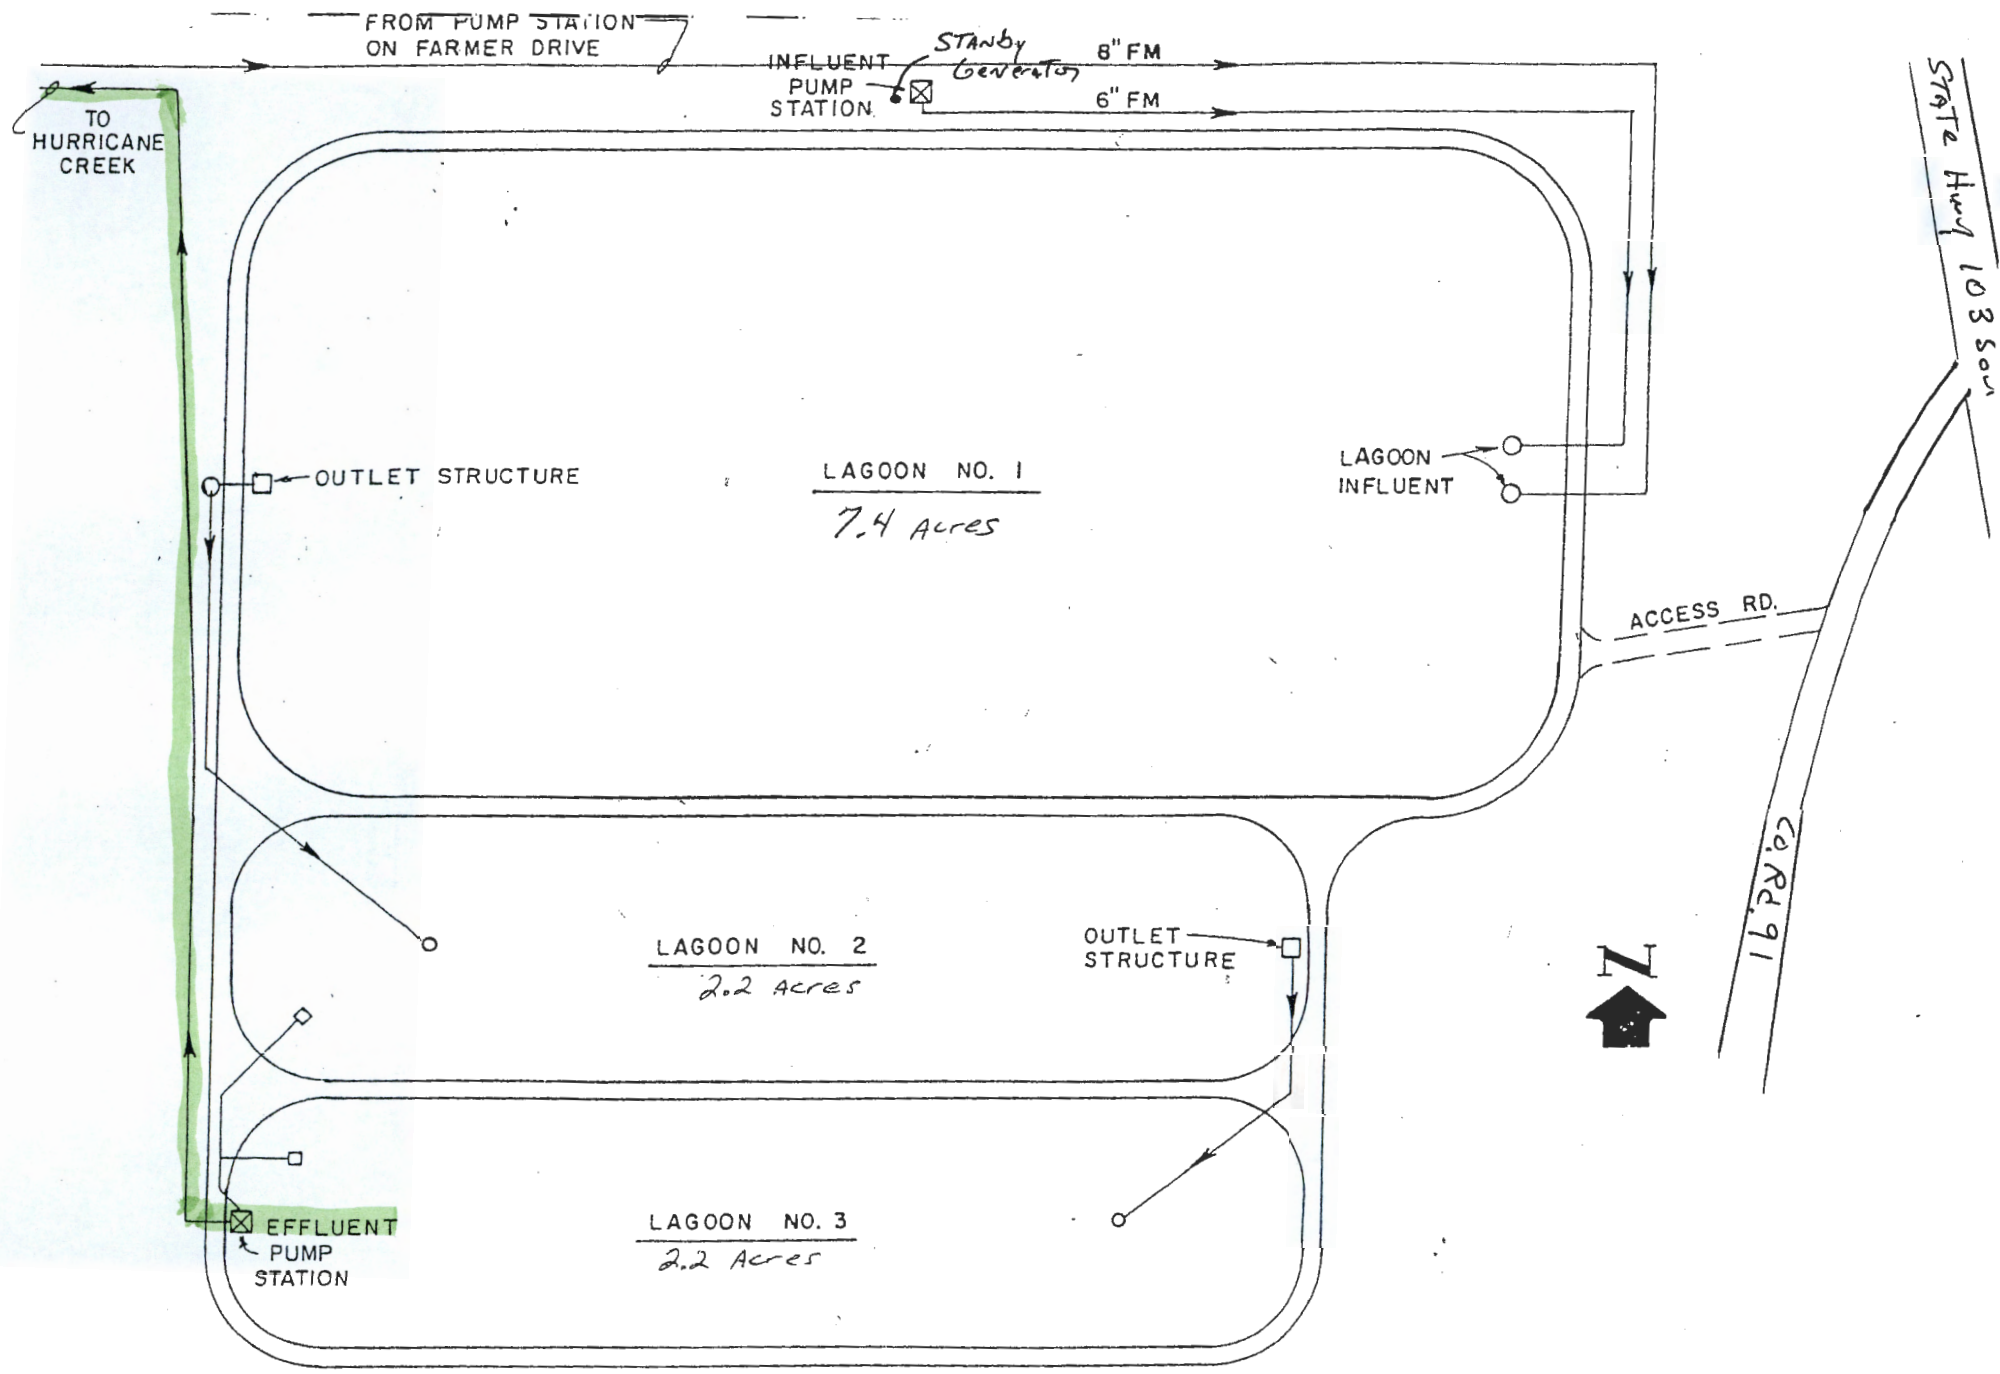 FROM PUMP STATION
ON FARMER DRIVE
STANby
Generator
8" FM
INFLUENT
PUMP
STATION
6" FM
TO
HURRICANE
CREEK
STATe Hwy 103 Sou
OUTLET STRUCTURE
LAGOON NO. 1
7.4 Acres
LAGOON
INFLUENT
ACCESS RD.
Co. Rd. 91
LAGOON NO. 2
2.2 Acres
OUTLET
STRUCTURE
N
EFFLUENT
PUMP
STATION
LAGOON NO. 3
2.2 Acres